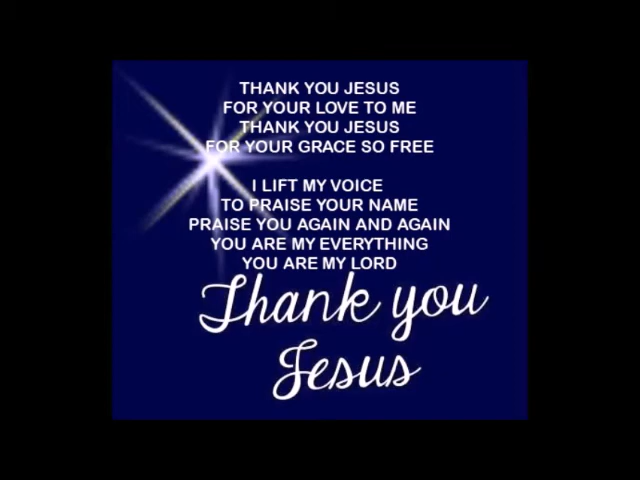 THANK YOU JESUS
FOR YOUR LOVE TO ME
THANK YOU JESUS
FOR YOUR GRACE SO FREE
I LIFT MY VOICE
TO PRAISE YOUR NAME
PRAISE YOU AGAIN AND AGAIN
YOU ARE MY EVERYTHING
YOU ARE MY LORD
Thank you
Jesus